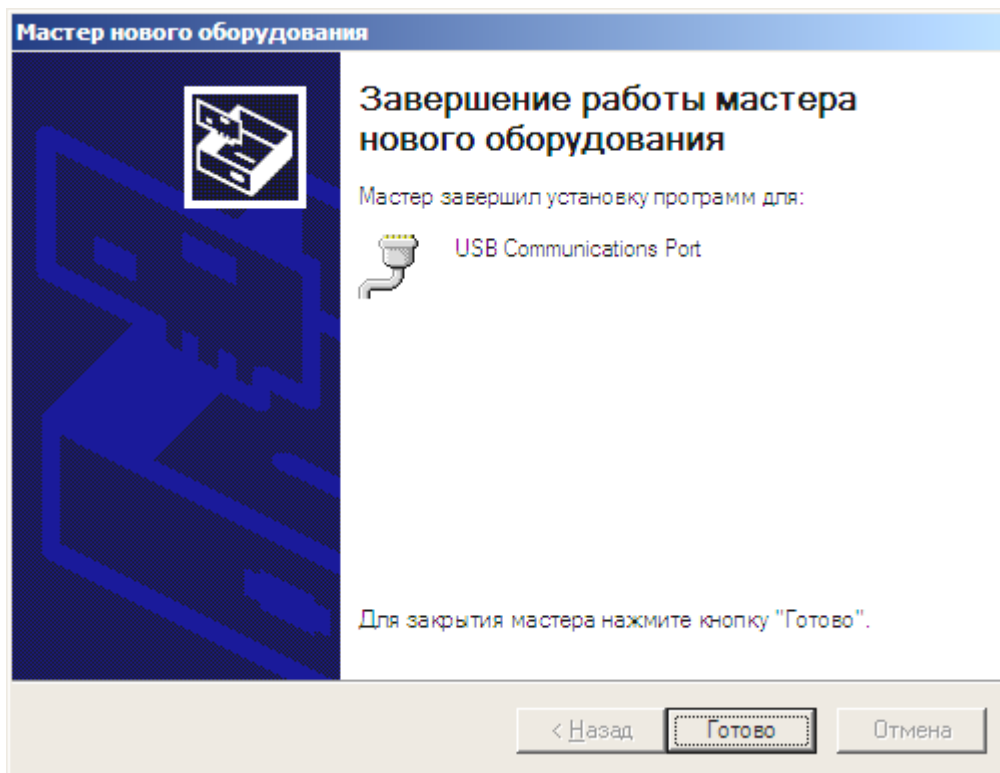 Мастер нового оборудования
Завершение работы мастера
нового оборудования
Мастер завершил установку программ для:
USB Communications Port
Для закрытия мастера нажмите кнопку "Готово".
< Назад
Готово
Отмена